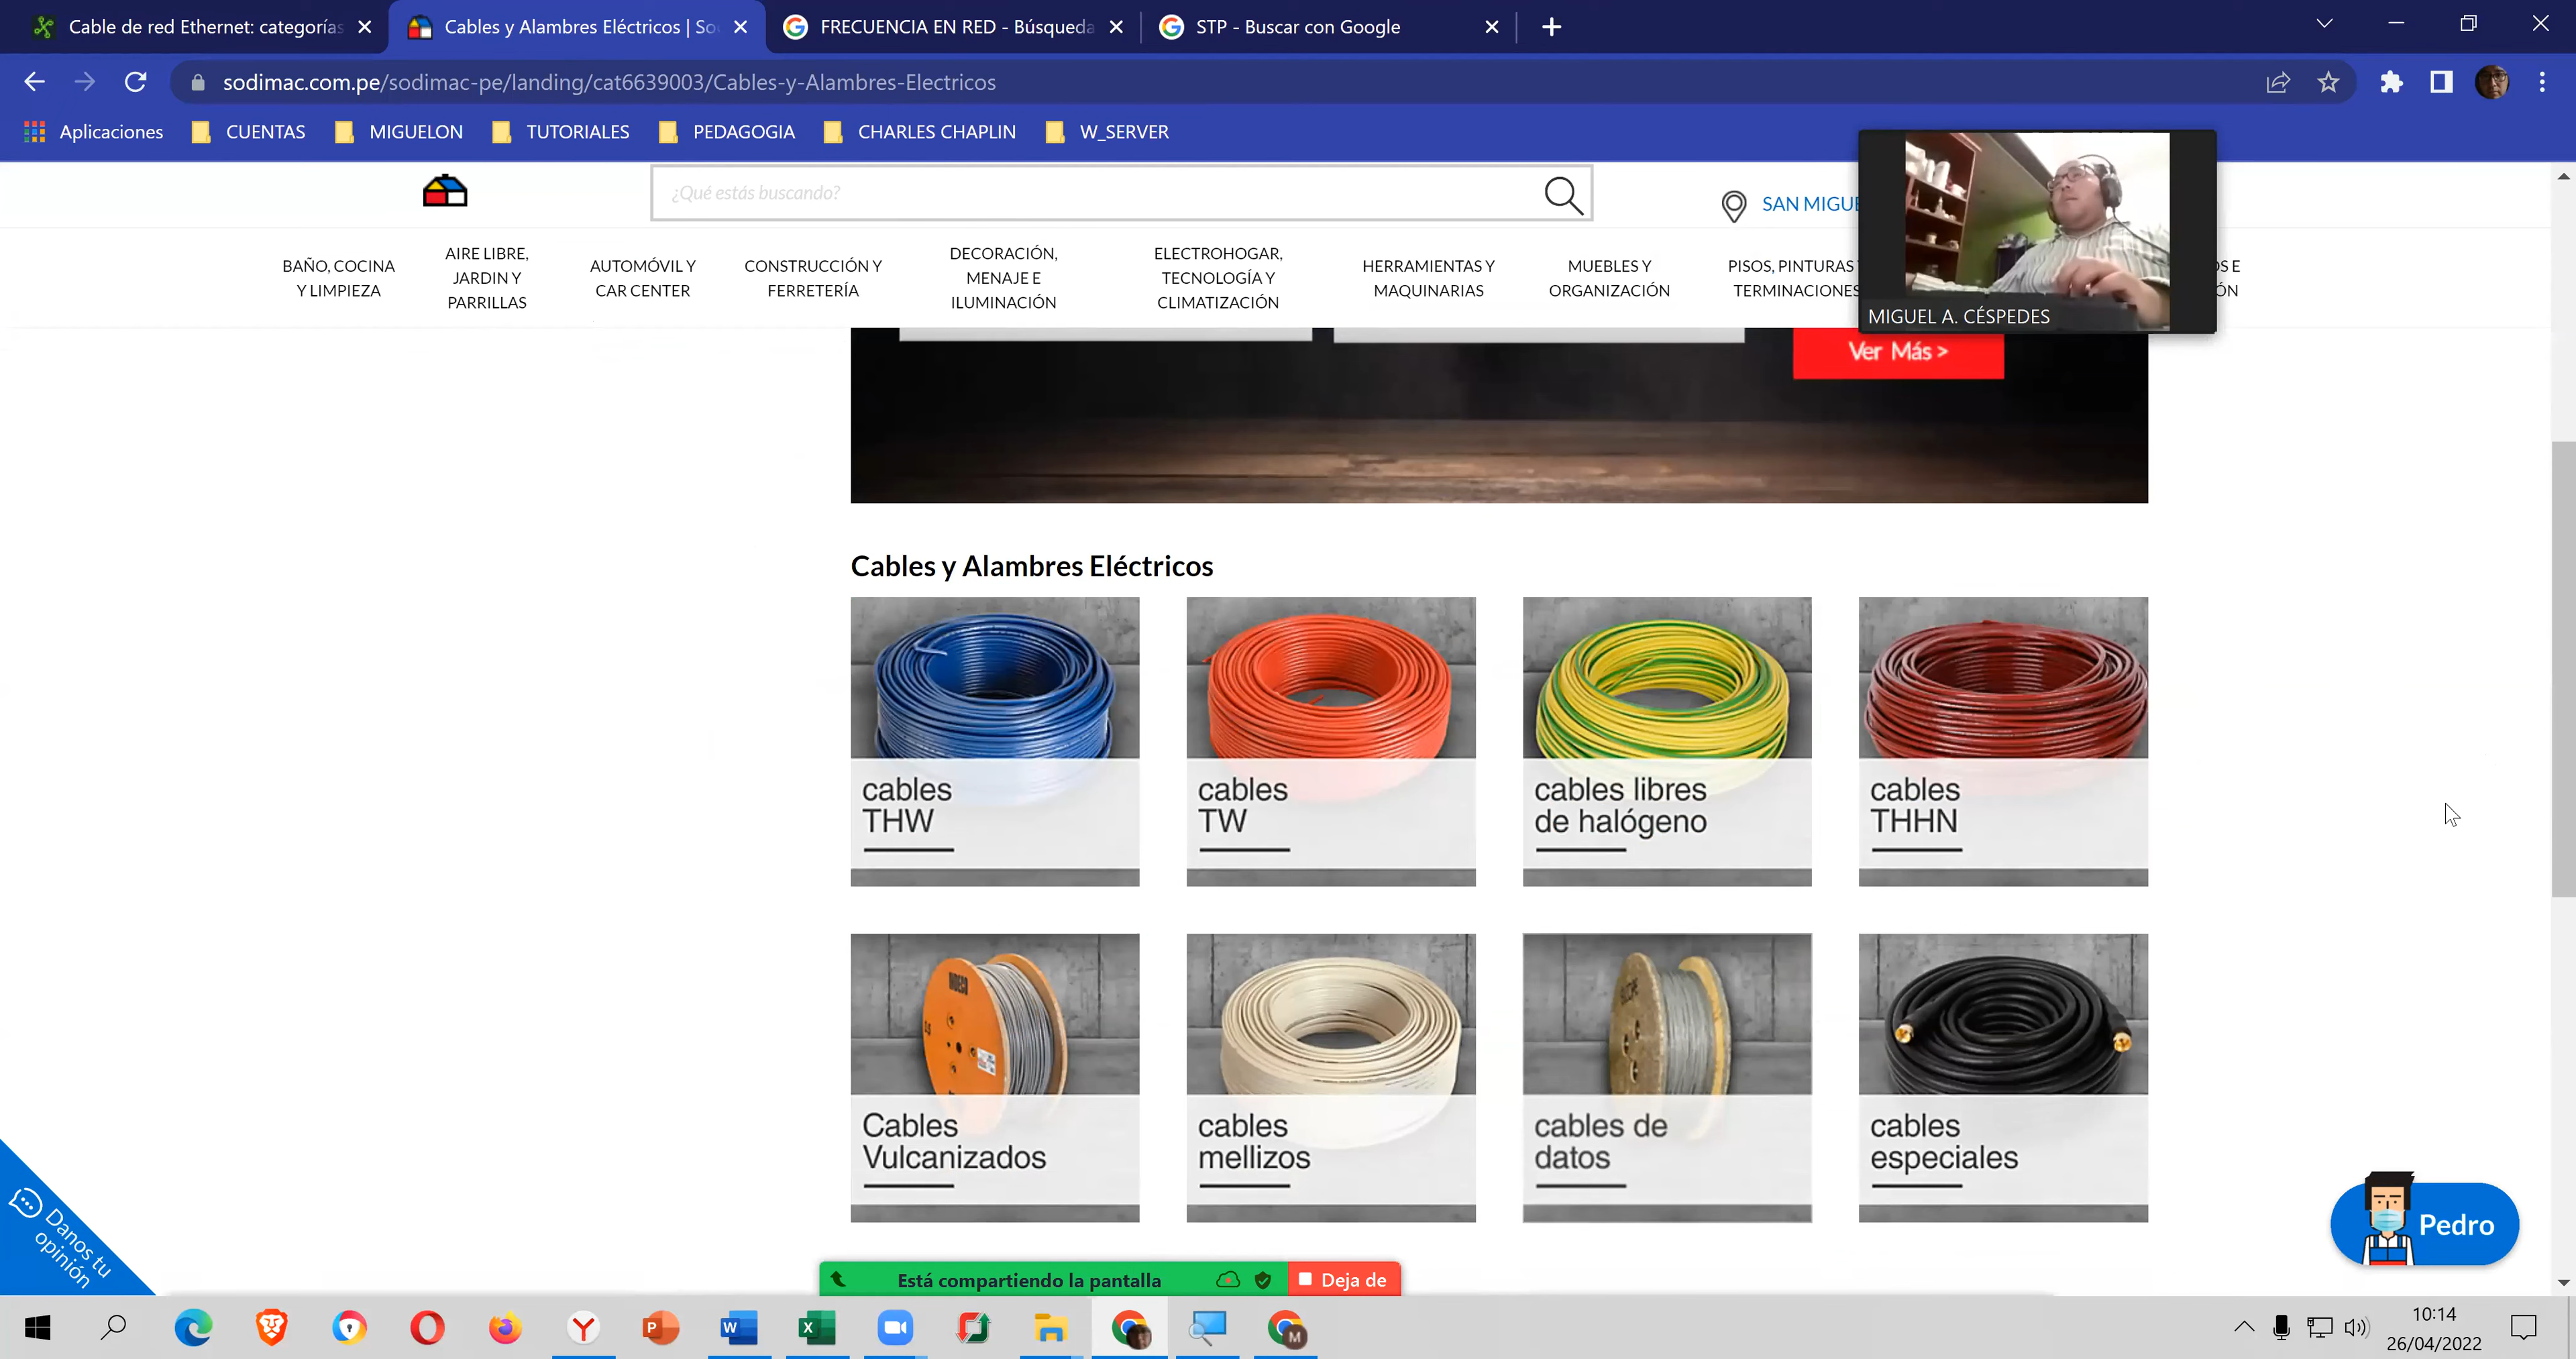 Cable de red Ethernet: categorías
Cables y Alambres Eléctricos | So
FRECUENCIA EN RED - Búsqueda
STP - Buscar con Google
sodimac.com.pe/sodimac-pe/landing/cat6639003/Cables-y-Alambres-Electricos
Aplicaciones
CUENTAS
MIGUELON
TUTORIALES
PEDAGOGIA
CHARLES CHAPLIN
W_SERVER
¿Qué estás buscando?
SAN MIGUE
BAÑO, COCINA
Y LIMPIEZA
AIRE LIBRE,
JARDIN Y
PARRILLAS
AUTOMÓVIL Y
CAR CENTER
CONSTRUCCIÓN Y
FERRETERÍA
DECORACIÓN,
MENAJE E
ILUMINACIÓN
ELECTROHOGAR,
TECNOLOGÍA Y
CLIMATIZACIÓN
HERRAMIENTAS Y
MAQUINARIAS
MUEBLES Y
ORGANIZACIÓN
PISOS, PINTURAS
TERMINACIONES
OS E
ÓN
MIGUEL A. CÉSPEDES
Ver Más >
Cables y Alambres Eléctricos
cables
THW
cables
TW
cables libres
de halógeno
cables
THHN
Cables
Vulcanizados
cables
mellizos
cables de
datos
cables
especiales
Danos tu
opinión
Pedro
Está compartiendo la pantalla
Deja de
10:14
26/04/2022